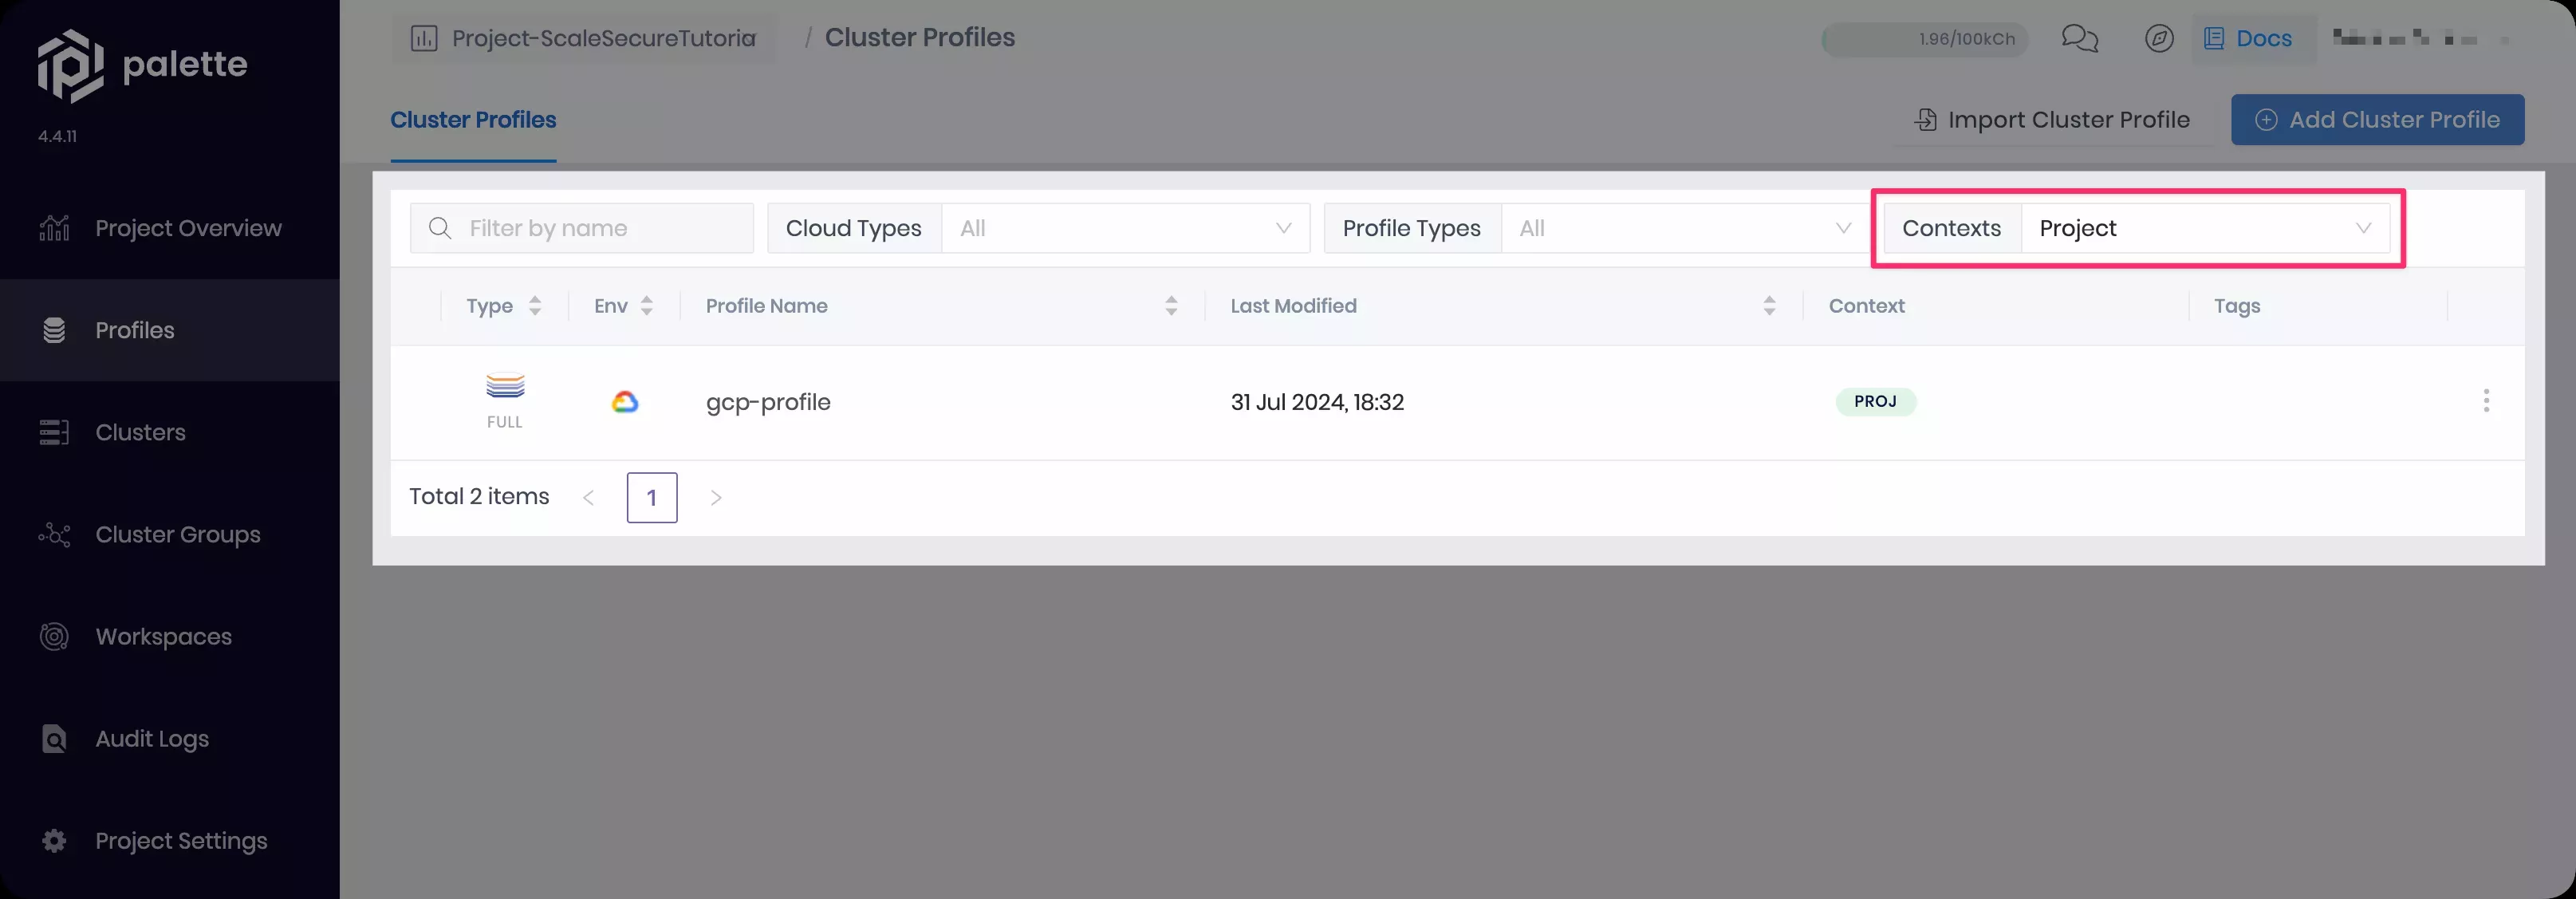 palette
4.4.11
Project Overview
Profiles
Clusters
Cluster Groups
Workspaces
Audit Logs
Project Settings
Project-ScaleSecureTutoria
/ Cluster Profiles
1.96/100kCh
Docs
Cluster Profiles
Import Cluster Profile
Add Cluster Profile
Filter by name
Cloud Types All
Profile Types All
Contexts Project
Type Env Profile Name Last Modified Context Tags
FULL gcp-profile 31 Jul 2024, 18:32 PROJ
Total 2 items < 1 >